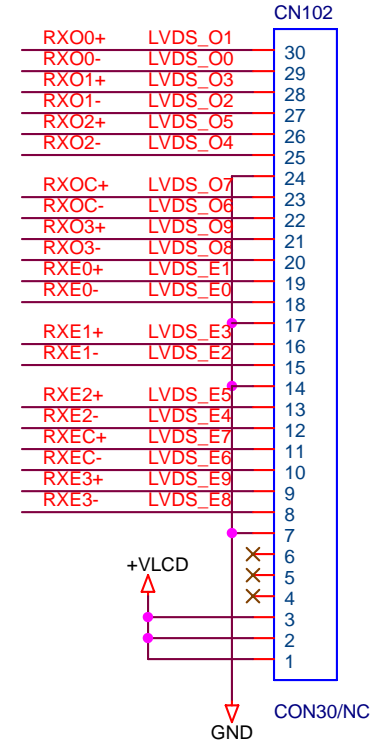 CN102
RXO0+ LVDS_O1 30
RXO0- LVDS_O0 29
RXO1+ LVDS_O3 28
RXO1- LVDS_O2 27
RXO2+ LVDS_O5 26
RXO2- LVDS_O4 25
24
RXOC+ LVDS_O7 23
RXOC- LVDS_O6 22
RXO3+ LVDS_O9 21
RXO3- LVDS_O8 20
RXE0+ LVDS_E1 19
RXE0- LVDS_E0 18
17
RXE1+ LVDS_E3 16
RXE1- LVDS_E2 15
14
RXE2+ LVDS_E5 13
RXE2- LVDS_E4 12
RXEC+ LVDS_E7 11
RXEC- LVDS_E6 10
RXE3+ LVDS_E9 9
RXE3- LVDS_E8 8
7
6
+VLCD
5
4
3
2
1
CON30/NC
GND